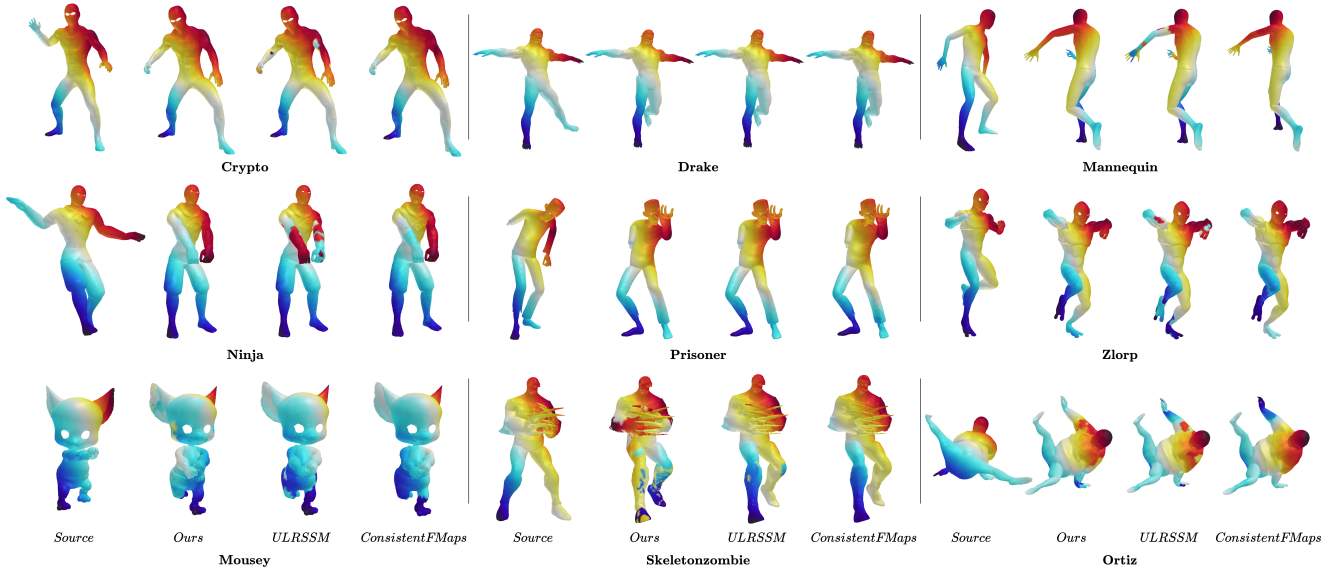 Crypto
Drake
Mannequin
Ninja
Prisoner
Zlorp
Source Ours ULRSSM ConsistentFMaps Source Ours ULRSSM ConsistentFMaps Source Ours ULRSSM ConsistentFMaps
Mousey
Skeletonzombie
Ortiz